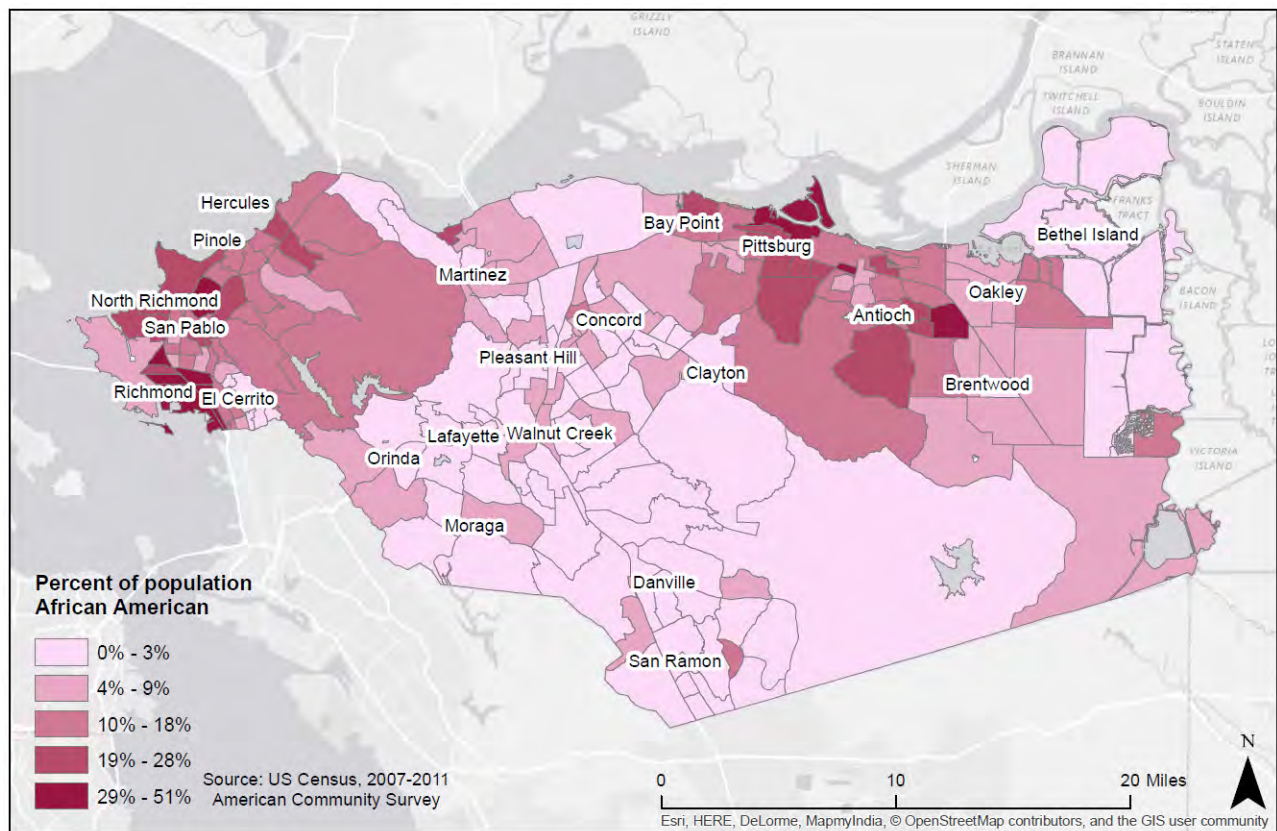 GRIZZLY
ISLAND
STATEN
ISLAND
BRANNAN
ISLAND
TWITCHELL
ISLAND
BOULDIN
ISLAND
SHERMAN
ISLAND
Hercules
FRANKS
TRACT
Bay Point
Bethel Island
Pinole
Pittsburg
Martinez
BACON
ISLAND
North Richmond
Oakley
San Pablo
Concord
Antioch
Pleasant Hill
Clayton
Richmond
El Cerrito
Brentwood
Lafayette
Walnut Creek
Orinda
VICTORIA
ISLAND
Moraga
Percent of population
African American
Danville
0% - 3%
San Ramon
4% - 9%
10% - 18%
19% - 28%
29% - 51%
Source: US Census, 2007-2011
American Community Survey
N
0 10 20 Miles
Esri, HERE, DeLorme, MapmyIndia, © OpenStreetMap contributors, and the GIS user community